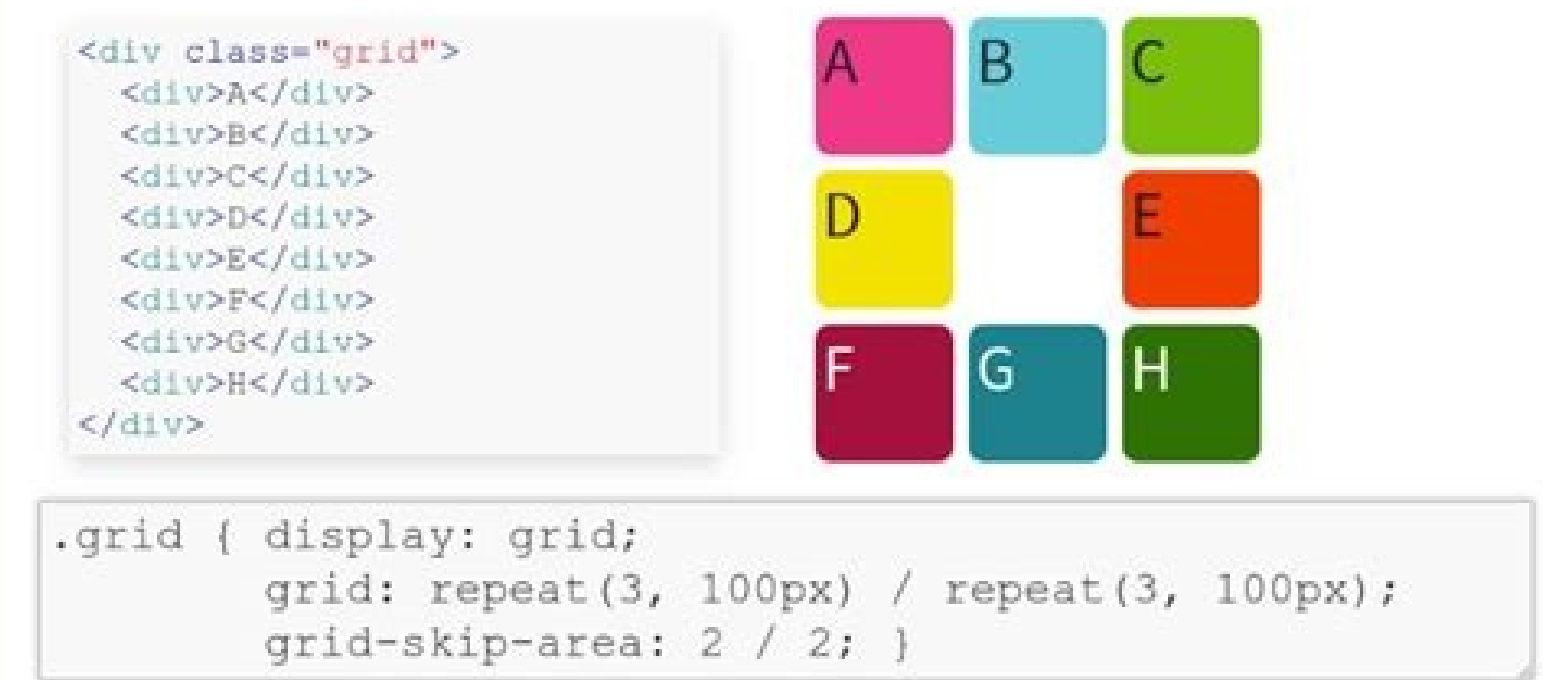 <div class="grid">
  <div>A</div>
  <div>B</div>
  <div>C</div>
  <div>D</div>
  <div>E</div>
  <div>F</div>
  <div>G</div>
  <div>H</div>
</div>
A B C
D E
F G H
.grid { display: grid;
        grid: repeat(3, 100px) / repeat(3, 100px);
        grid-skip-area: 2 / 2; }